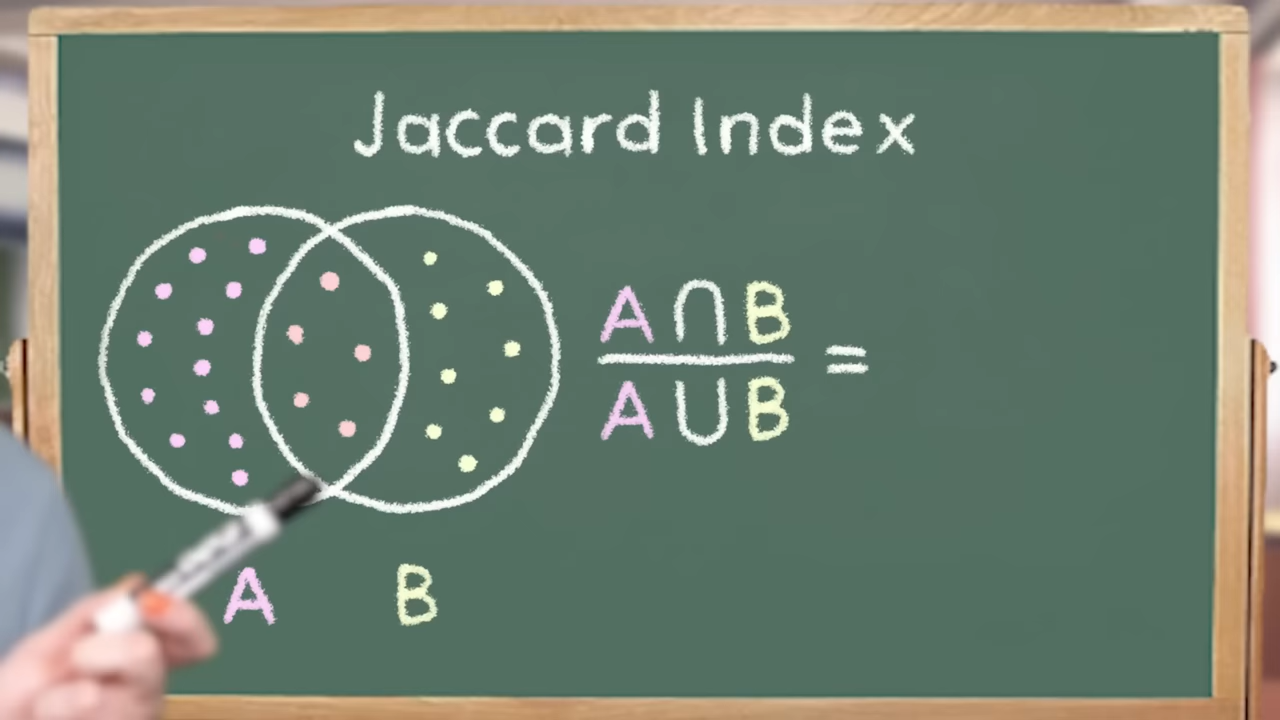 Jaccard Index
A ∩ B
A ∪ B
=
A B